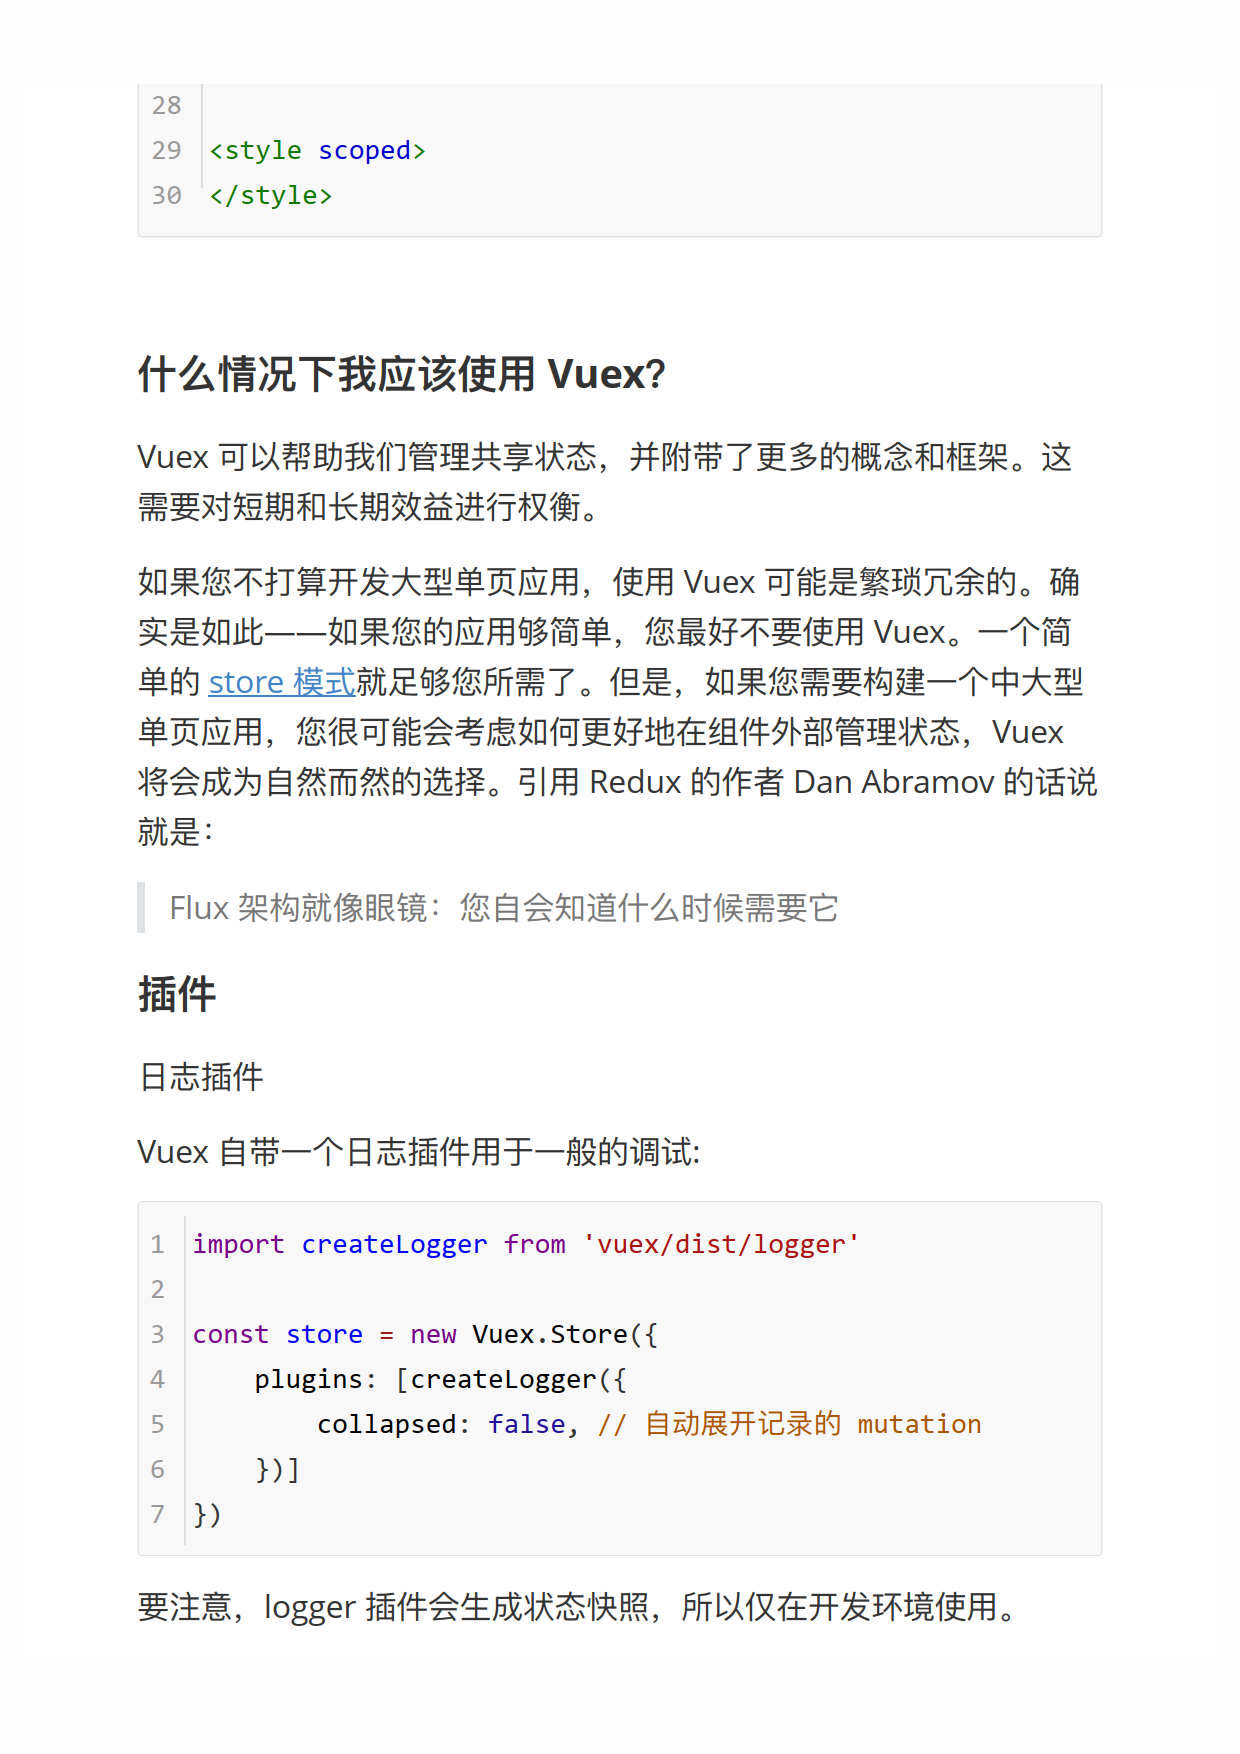 28
29 <style scoped>
30 </style>
什么情况下我应该使用 Vuex？
Vuex 可以帮助我们管理共享状态，并附带了更多的概念和框架。这
需要对短期和长期效益进行权衡。
如果您不打算开发大型单页应用，使用 Vuex 可能是繁琐冗余的。确
实是如此——如果您的应用够简单，您最好不要使用 Vuex。一个简
单的 store 模式就足够您所需了。但是，如果您需要构建一个中大型
单页应用，您很可能会考虑如何更好地在组件外部管理状态，Vuex
将会成为自然而然的选择。引用 Redux 的作者 Dan Abramov 的话说
就是：
Flux 架构就像眼镜：您自会知道什么时候需要它
插件
日志插件
Vuex 自带一个日志插件用于一般的调试:
1 import createLogger from 'vuex/dist/logger'
2
3 const store = new Vuex.Store({
4     plugins: [createLogger({
5         collapsed: false, // 自动展开记录的 mutation
6     })]
7 })
要注意，logger 插件会生成状态快照，所以仅在开发环境使用。